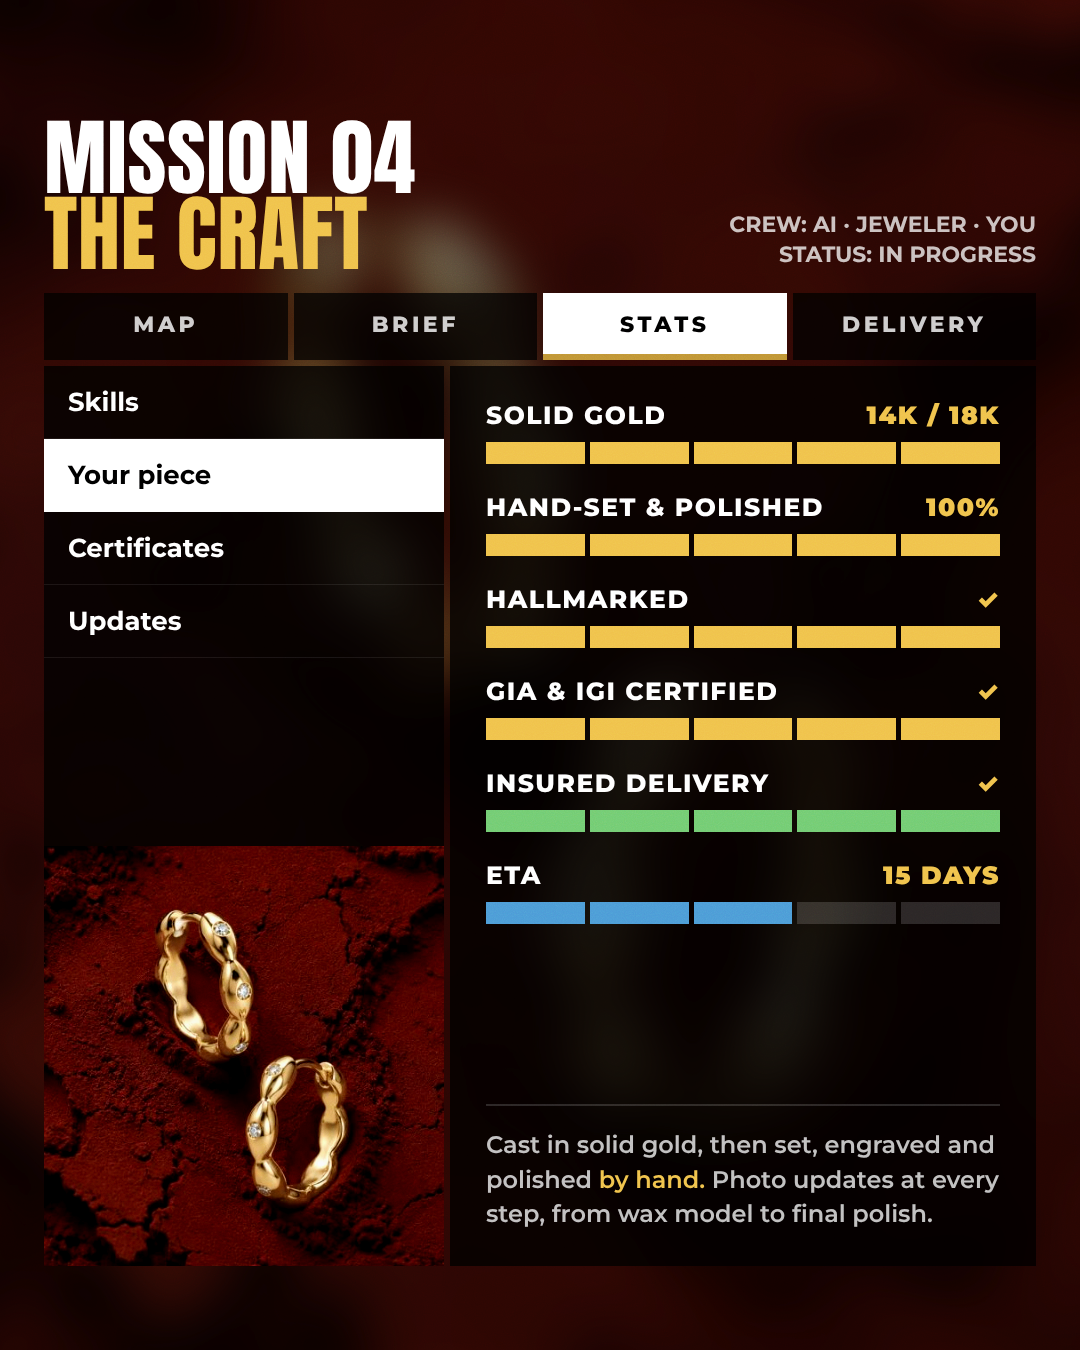 MISSION 04
THE CRAFT
CREW: AI · JEWELER · YOU
STATUS: IN PROGRESS
MAP
BRIEF
STATS
DELIVERY
Skills
Your piece
Certificates
Updates
SOLID GOLD 14K / 18K
HAND-SET & POLISHED 100%
HALLMARKED ✓
GIA & IGI CERTIFIED ✓
INSURED DELIVERY ✓
ETA 15 DAYS
Cast in solid gold, then set, engraved and
polished by hand. Photo updates at every
step, from wax model to final polish.